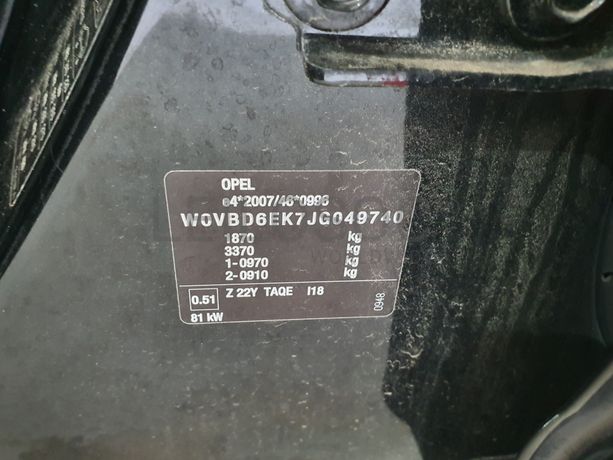 OPEL
e4*2007/46*0996
W0VBD6EK7JG049740
1870 kg
3370 kg
1-0970 kg
2-0910 kg
0.51 Z 22Y TAQE I18
81 kW
0948